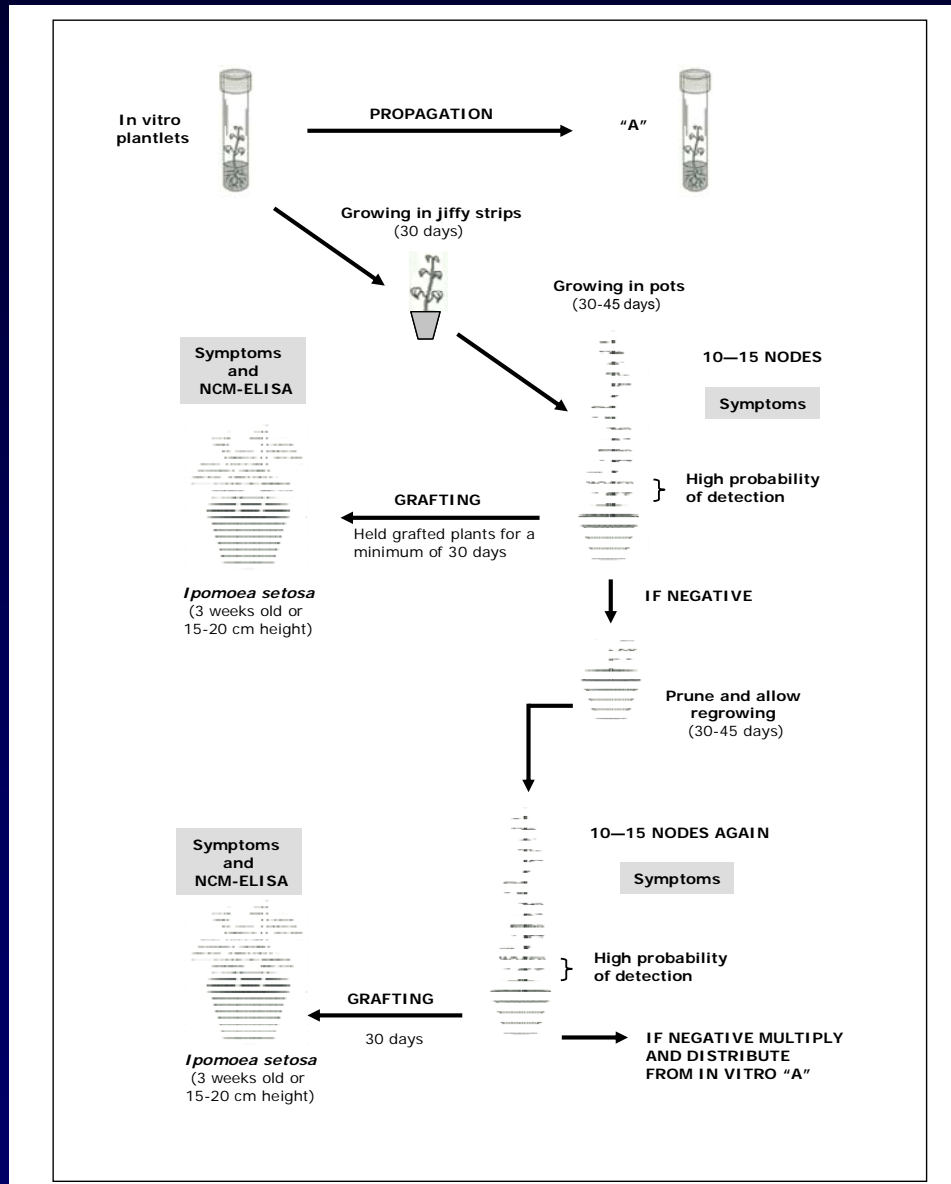 In vitro
plantlets
PROPAGATION
“A”
Growing in jiffy strips
(30 days)
Growing in pots
(30-45 days)
Symptoms
and
NCM-ELISA
10—15 NODES
Symptoms
High probability
of detection
GRAFTING
Held grafted plants for a
minimum of 30 days
Ipomoea setosa
(3 weeks old or
15-20 cm height)
IF NEGATIVE
Prune and allow
regrowing
(30-45 days)
10—15 NODES AGAIN
Symptoms
and
NCM-ELISA
Symptoms
High probability
of detection
GRAFTING
30 days
Ipomoea setosa
(3 weeks old or
15-20 cm height)
IF NEGATIVE MULTIPLY
AND DISTRIBUTE
FROM IN VITRO “A”